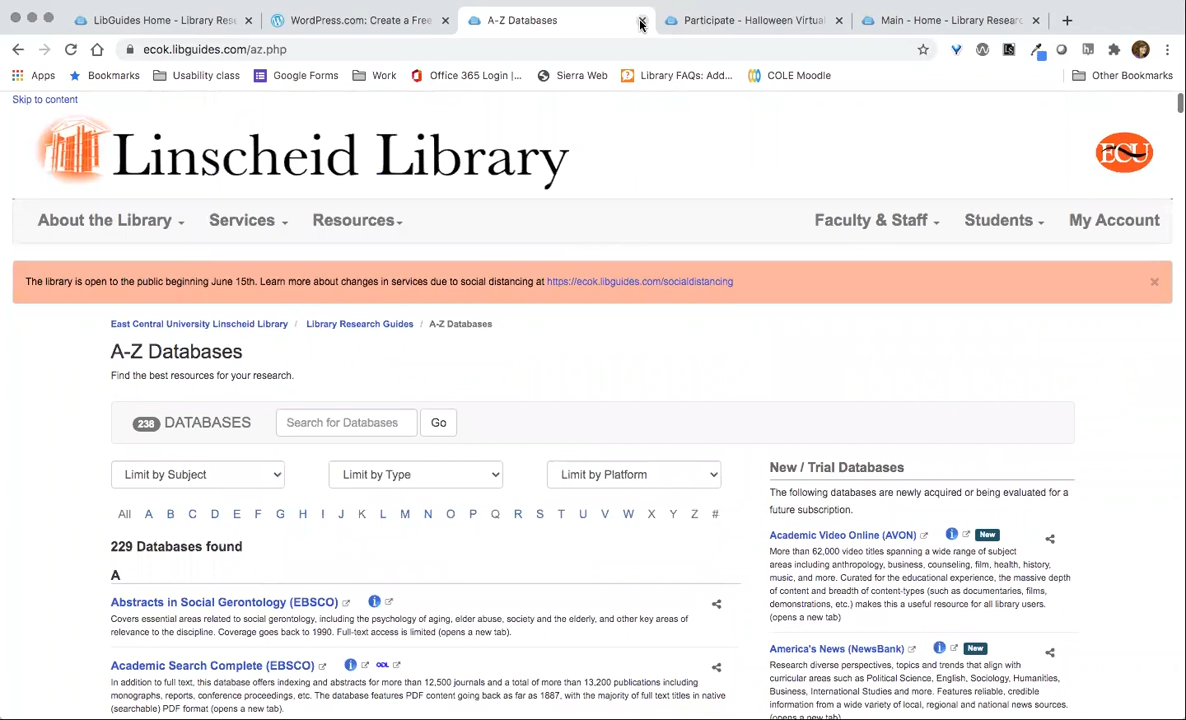 LibGuides Home - Library Rese
WordPress.com: Create a Free
A-Z Databases
Participate - Halloween Virtual
Main - Home - Library Researc
ecok.libguides.com/az.php
Apps
Bookmarks
Usability class
Google Forms
Work
Office 365 Login |...
Sierra Web
Library FAQs: Add...
COLE Moodle
Other Bookmarks
Skip to content
Linscheid Library
ECU
About the Library
Services
Resources
Faculty & Staff
Students
My Account
The library is open to the public beginning June 15th. Learn more about changes in services due to social distancing at https://ecok.libguides.com/socialdistancing
×
East Central University Linscheid Library / Library Research Guides / A-Z Databases
A-Z Databases
Find the best resources for your research.
238 DATABASES
Search for Databases
Go
Limit by Subject
Limit by Type
Limit by Platform
All A B C D E F G H I J K L M N O P Q R S T U V W X Y Z #
229 Databases found
A
Abstracts in Social Gerontology (EBSCO)
Covers essential areas related to social gerontology, including the psychology of aging, elder abuse, society and the elderly, and other key areas of
relevance to the discipline. Coverage goes back to 1990. Full-text access is limited (opens a new tab).
Academic Search Complete (EBSCO)
In addition to full text, this database offers indexing and abstracts for more than 12,500 journals and a total of more than 13,200 publications including
monographs, reports, conference proceedings, etc. The database features PDF content going back as far as 1887, with the majority of full text titles in native
(searchable) PDF format (opens a new tab).
New / Trial Databases
The following databases are newly acquired or being evaluated for a
future subscription.
Academic Video Online (AVON)
New
More than 62,000 video titles spanning a wide range of subject
areas including anthropology, business, counseling, film, health, history,
music, and more. Curated for the educational experience, the massive depth
of content and breadth of content-types (such as documentaries, films,
demonstrations, etc.) makes this a useful resource for all library users.
(opens a new tab)
America's News (NewsBank)
New
Research diverse perspectives, topics and trends that align with
curricular areas such as Political Science, English, Sociology, Humanities,
Business, International Studies and more. Features reliable, credible
information from a wide variety of local, regional and national news sources.
(opens a new tab)